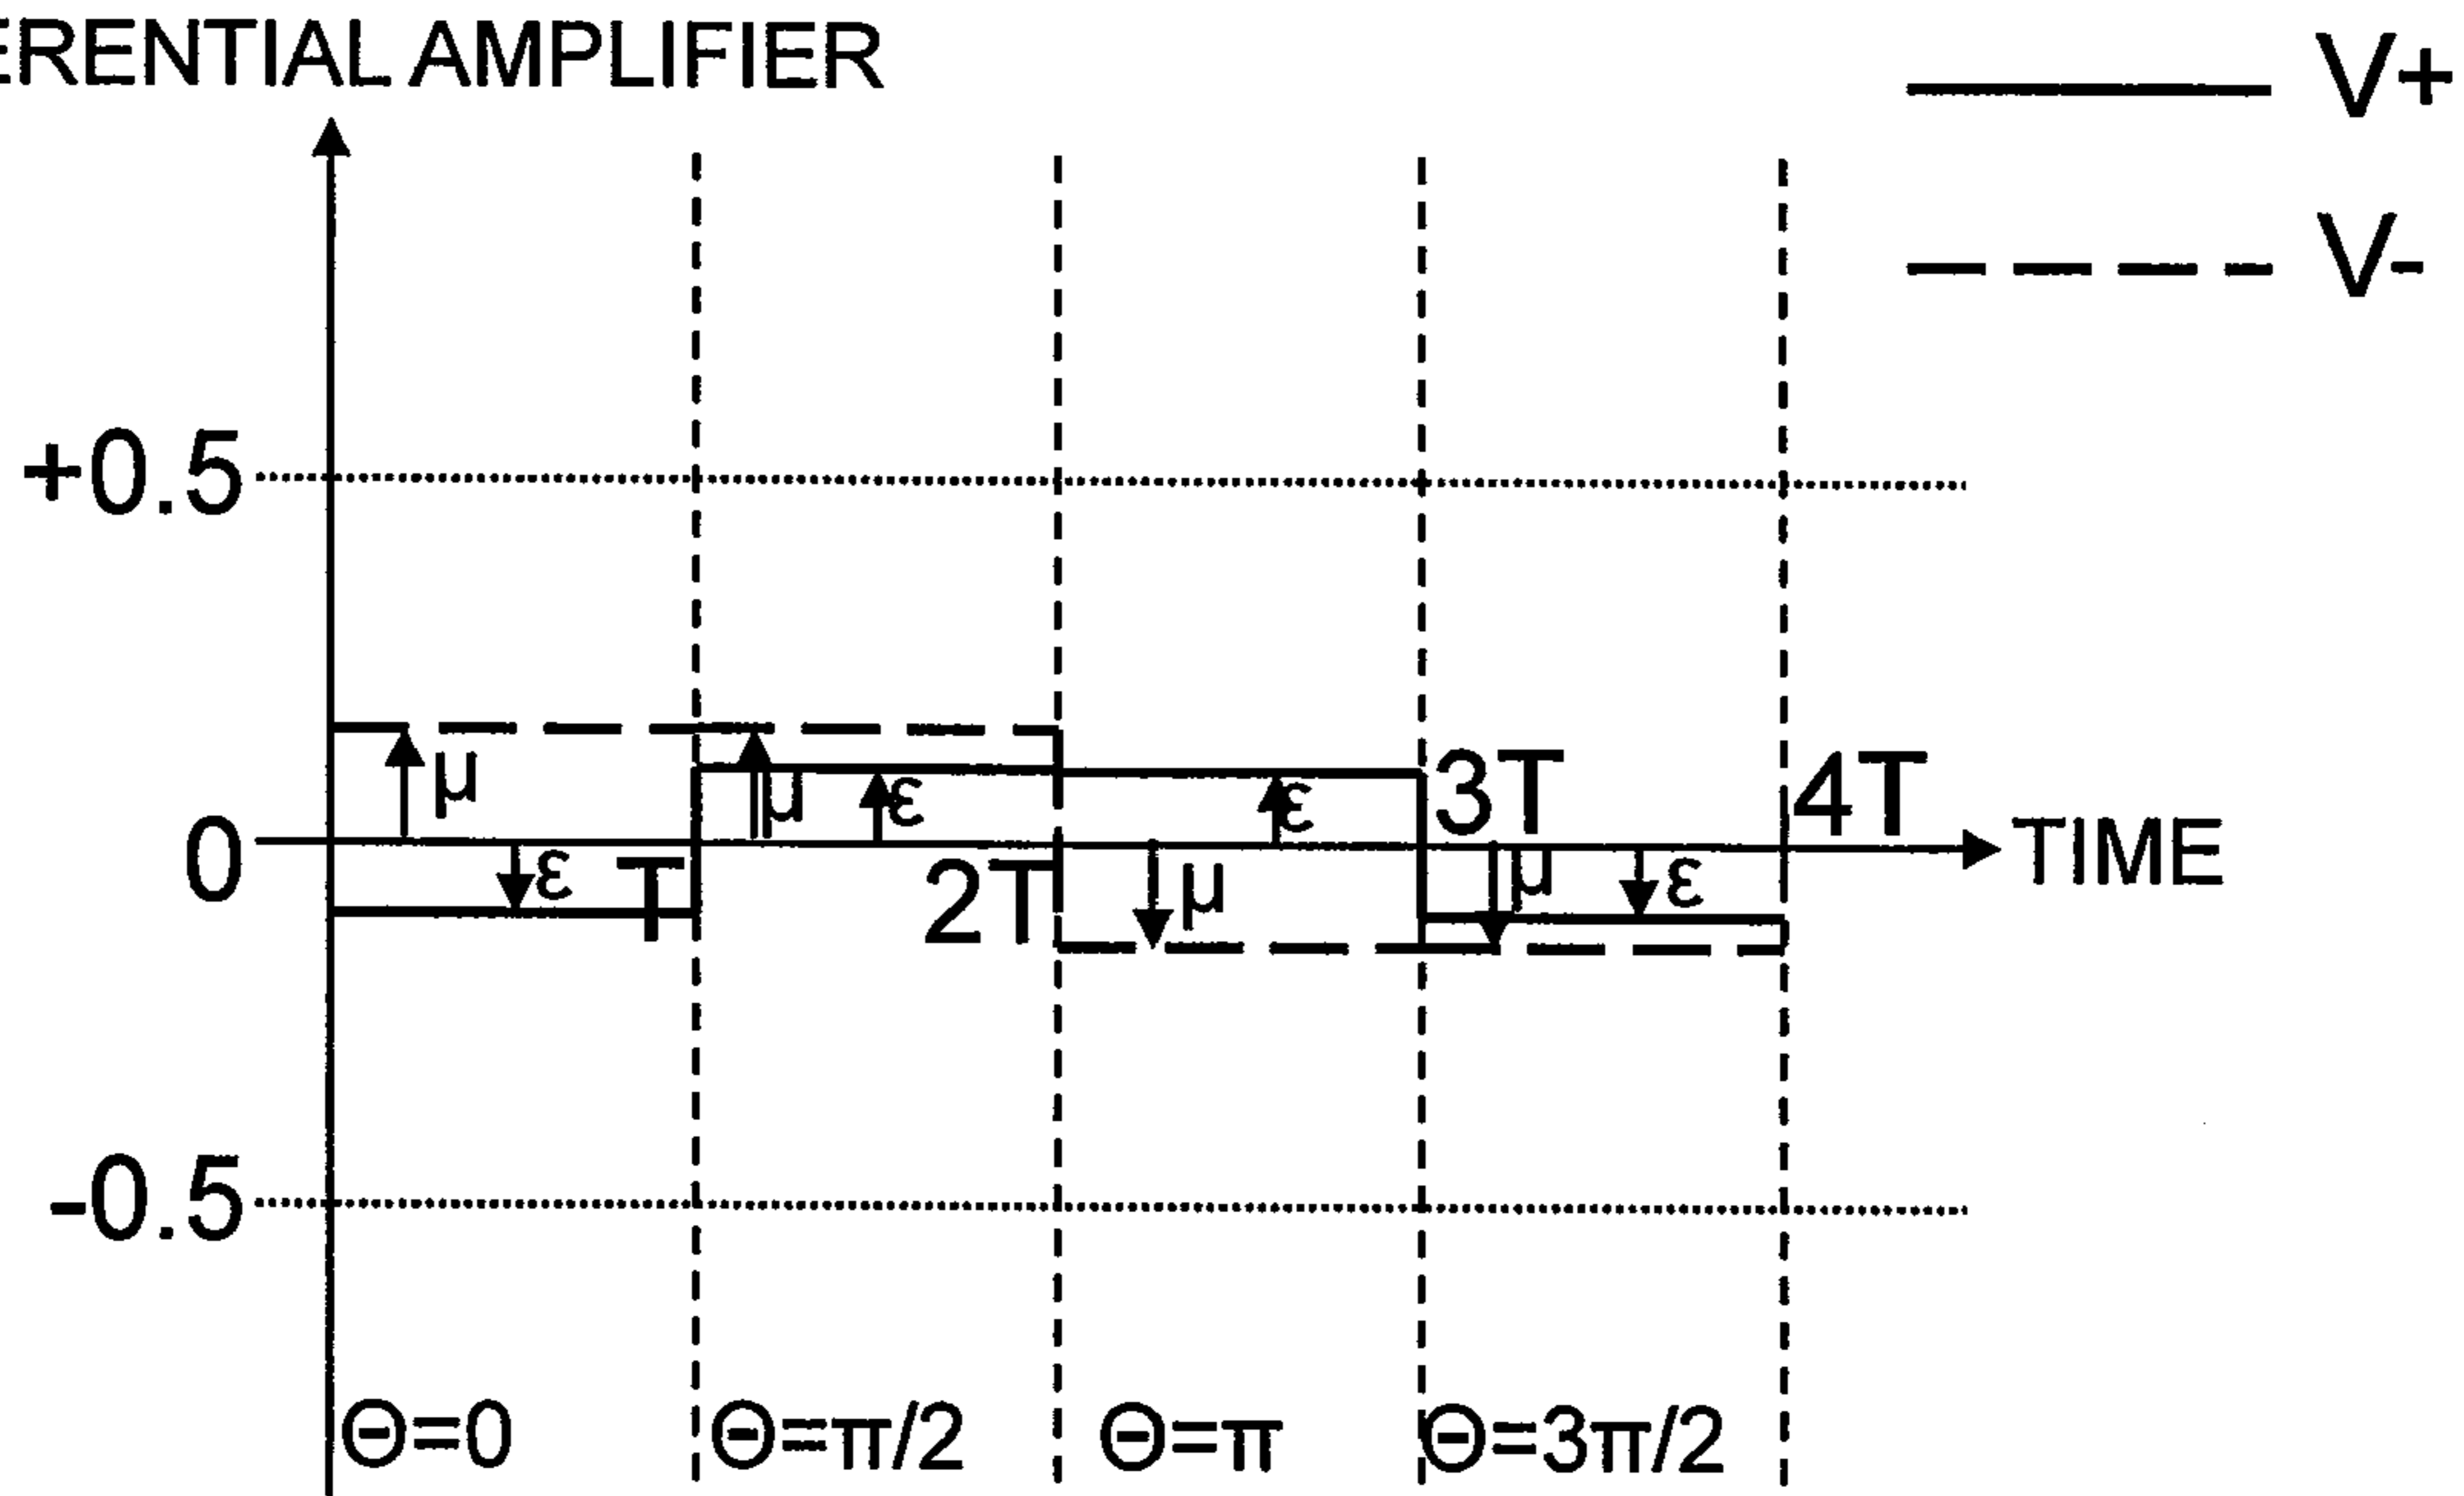 ERENTIAL AMPLIFIER
V+
V-
+0.5
μ
μ
ε
ε
3T
4T
0
ε
T
2T
μ
μ
ε
TIME
-0.5
Θ=0
Θ=π/2
Θ=π
Θ=3π/2